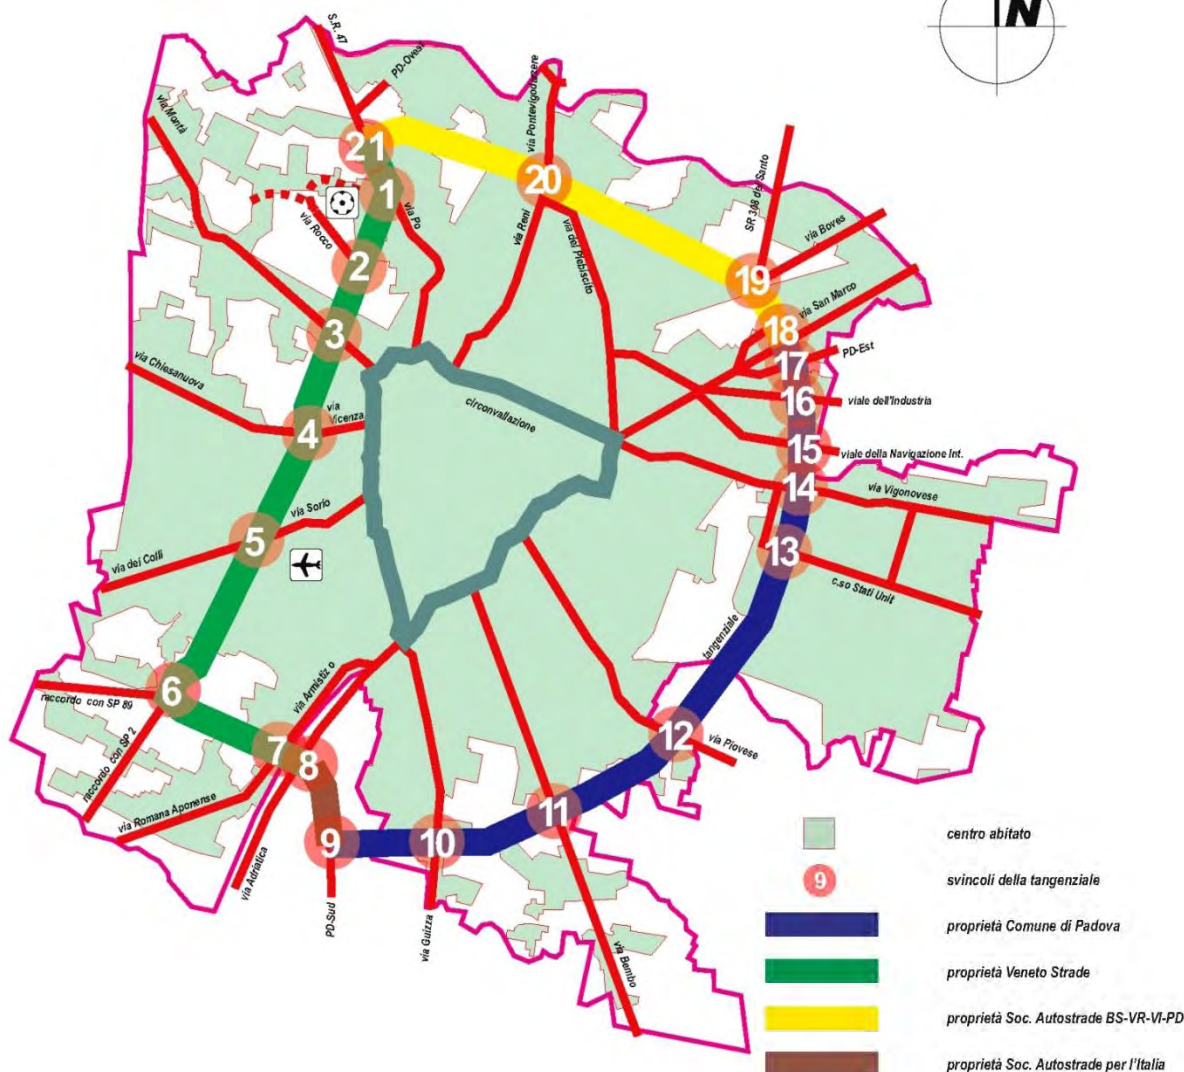 N
S.R. 47
PD-Ovest
via Pontevigodarzere
via Montà
21
20
1
via Po
via Rocco
via Reni
via del Plebiscito
SR 308 del Santo
via Boves
2
19
3
18
via San Marco
17
PD-Est
via Chiesanuova
via
Vicenza
circonvallazione
16
viale dell'Industria
4
15
viale della Navigazione Int.
14
via Vigonovese
via Sorio
5
13
via dei Colli
c.so Stati Unit
tangenziale
6
raccordo con SP 89
raccordo con SP 2
via Armistiz o
7
8
12
via Piovese
via Romana Aponense
via Adriatica
9
10
11
PD-Sud
via Guizza
via Bembo
centro abitato
9
svincoli della tangenziale
proprietà Comune di Padova
proprietà Veneto Strade
proprietà Soc. Autostrade BS-VR-VI-PD
proprietà Soc. Autostrade per l'Italia